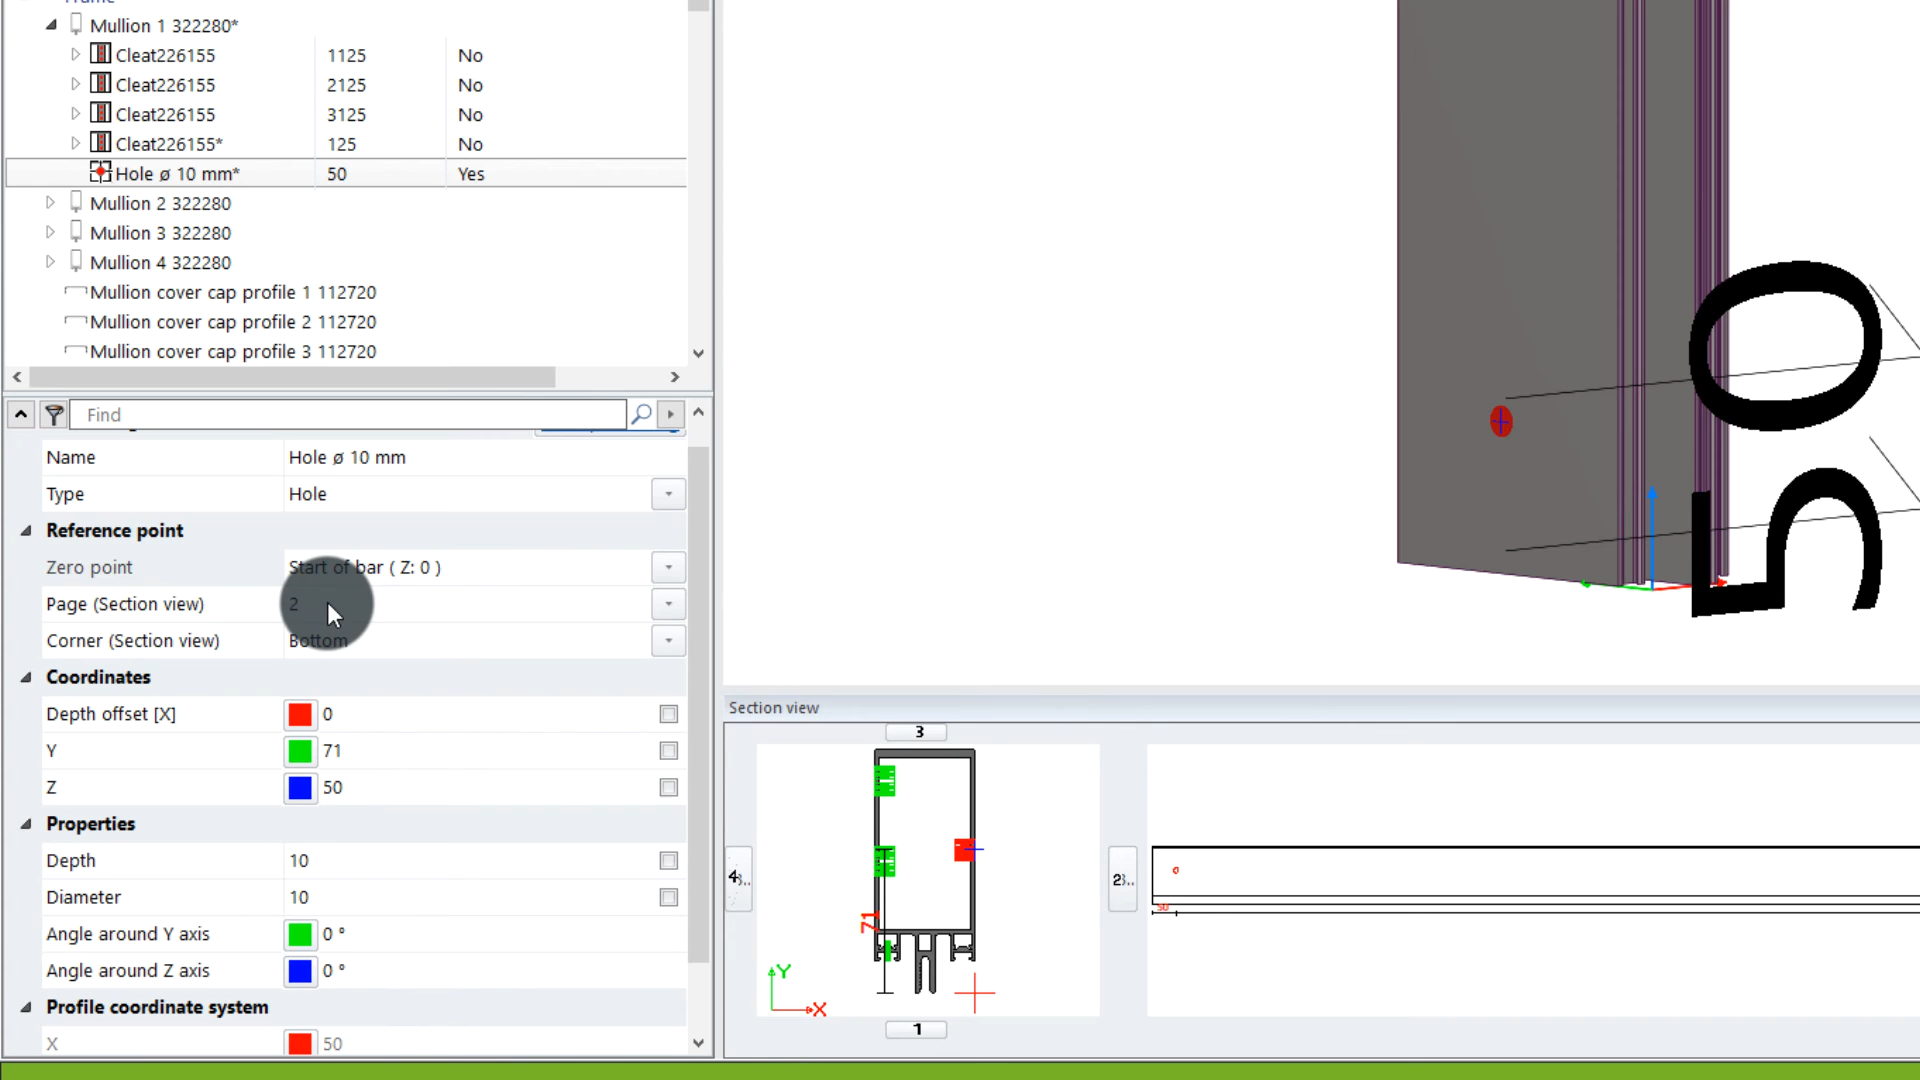 Mullion 1 322280*
Cleat226155 1125 No
Cleat226155 2125 No
Cleat226155 3125 No
Cleat226155* 125 No
Hole ø 10 mm* 50 Yes
Mullion 2 322280
Mullion 3 322280
Mullion 4 322280
Mullion cover cap profile 1 112720
Mullion cover cap profile 2 112720
Mullion cover cap profile 3 112720
Find
Name Hole ø 10 mm
Type Hole
Reference point
Zero point Start of bar ( Z: 0 )
Page (Section view) 2
Corner (Section view) Bottom
Coordinates
Depth offset [X] 0
Y 71
Z 50
Properties
Depth 10
Diameter 10
Angle around Y axis 0 °
Angle around Z axis 0 °
Profile coordinate system
X 50
50
Section view
3
4
71
Y
X
1
2
50